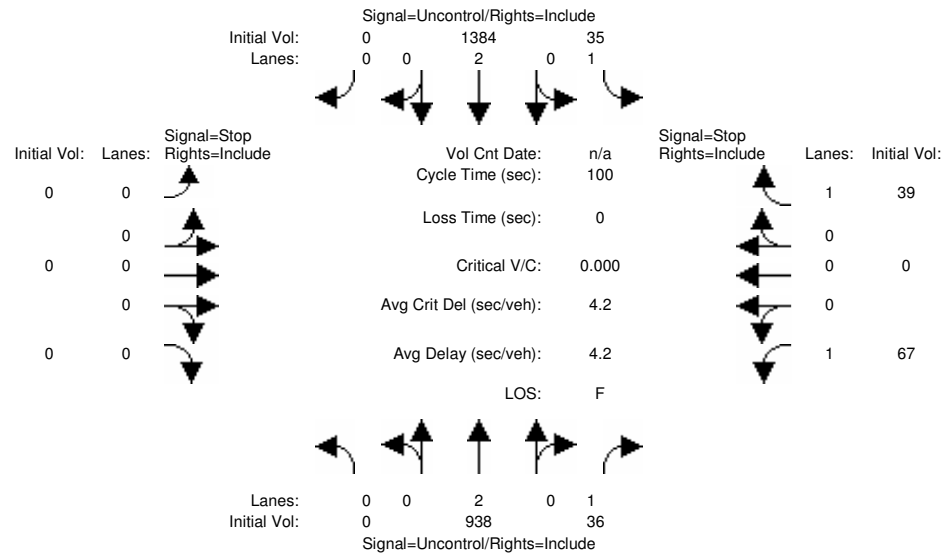 Signal=Uncontrol/Rights=Include
Initial Vol: 0 1384 35
Lanes: 0 0 2 0 1
Signal=Stop Signal=Stop
Initial Vol: Lanes: Rights=Include Vol Cnt Date: n/a Rights=Include Lanes: Initial Vol:
Cycle Time (sec): 100
0 0 1 39
Loss Time (sec): 0
0 0
0 0 Critical V/C: 0.000 0 0
0 Avg Crit Del (sec/veh): 4.2 0
0 0 Avg Delay (sec/veh): 4.2 1 67
LOS: F
Lanes: 0 0 2 0 1
Initial Vol: 0 938 36
Signal=Uncontrol/Rights=Include